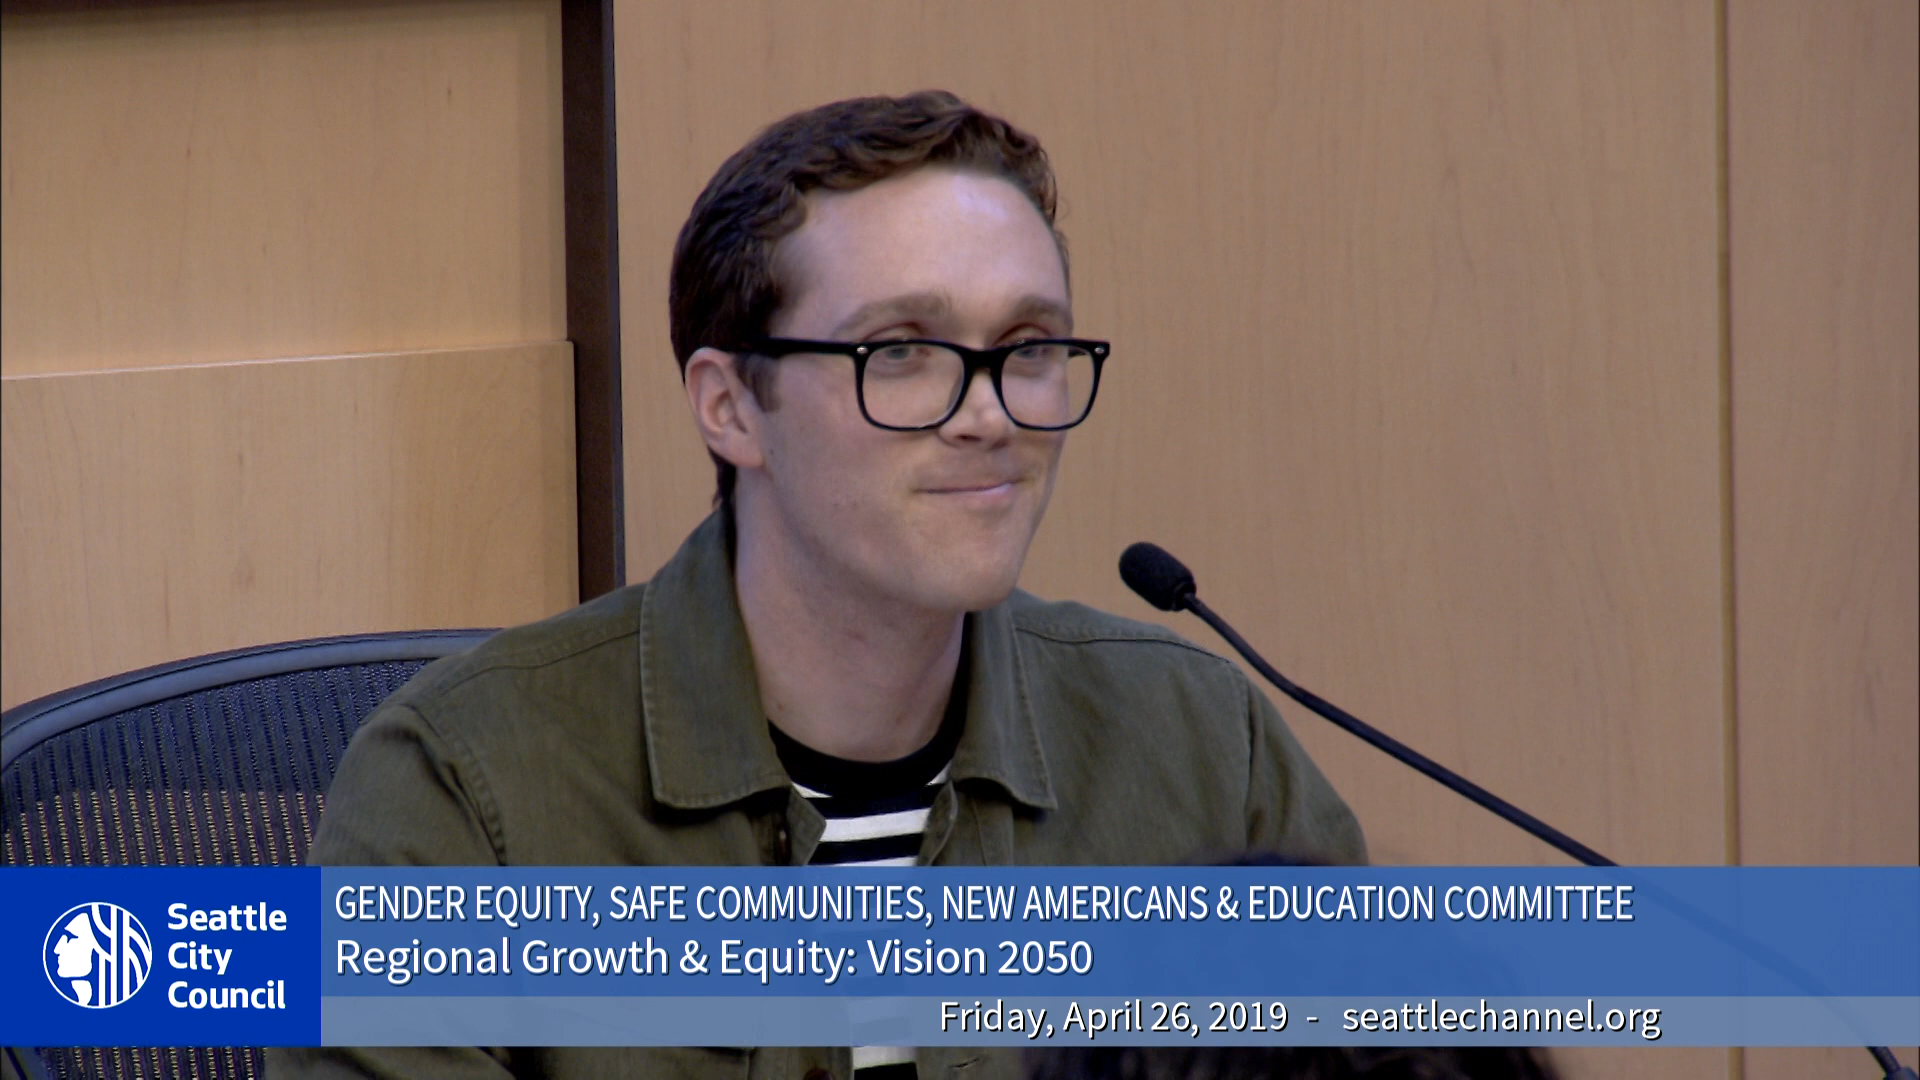 Seattle
City
Council
GENDER EQUITY, SAFE COMMUNITIES, NEW AMERICANS & EDUCATION COMMITTEE
Regional Growth & Equity: Vision 2050
Friday, April 26, 2019 - seattlechannel.org